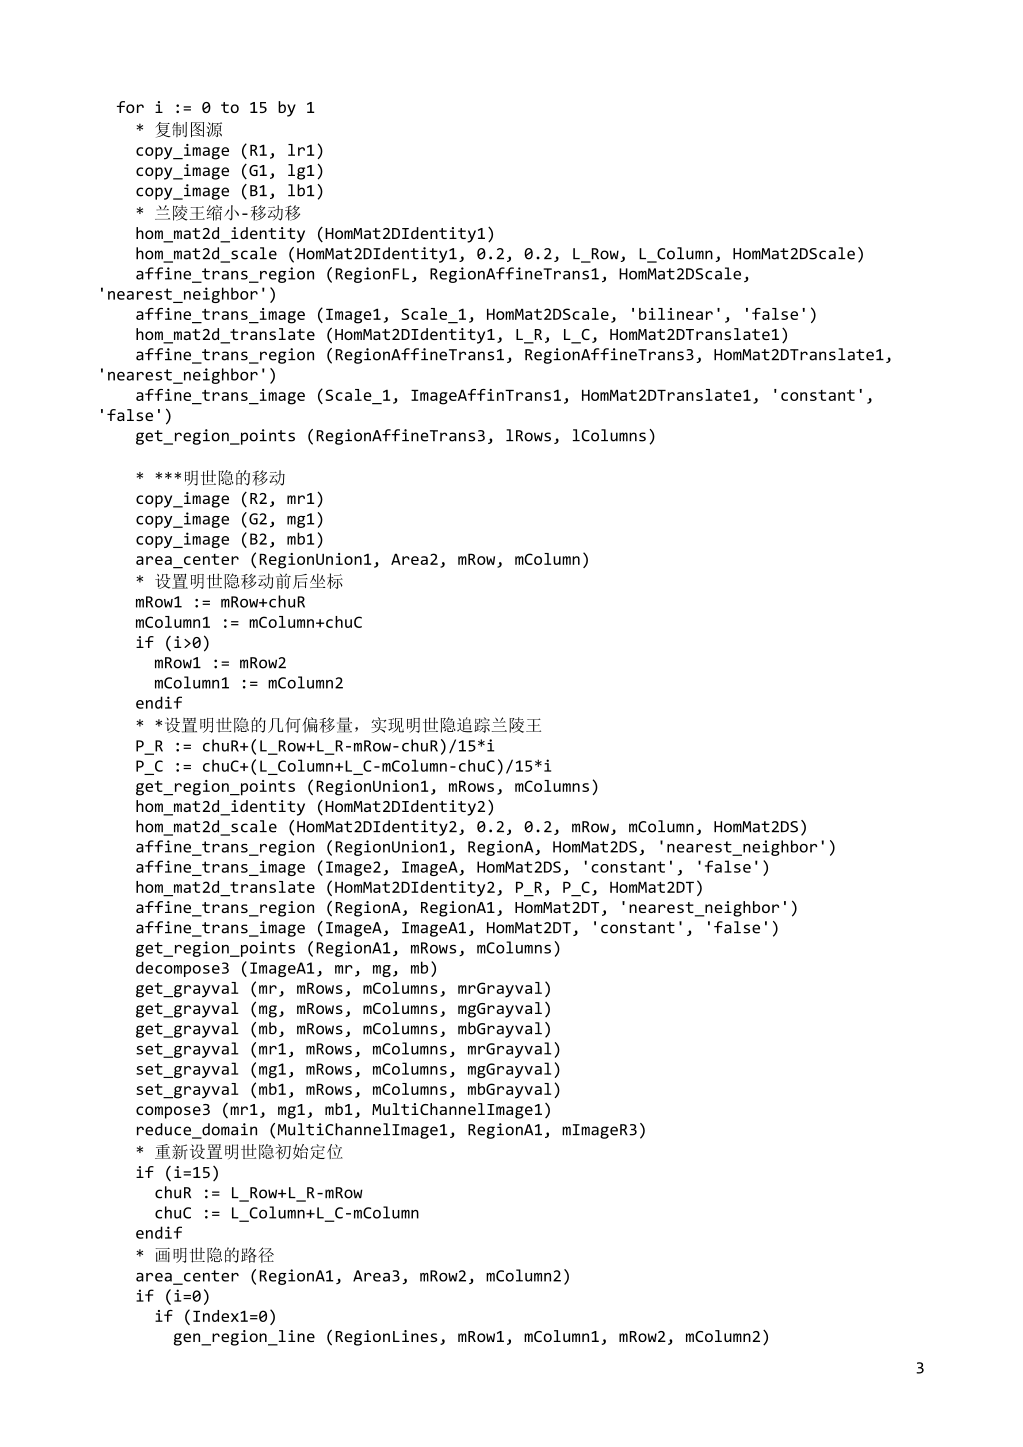 for i := 0 to 15 by 1
* 复制图源
copy_image (R1, lr1)
copy_image (G1, lg1)
copy_image (B1, lb1)
* 兰陵王缩小-移动移
hom_mat2d_identity (HomMat2DIdentity1)
hom_mat2d_scale (HomMat2DIdentity1, 0.2, 0.2, L_Row, L_Column, HomMat2DScale)
affine_trans_region (RegionFL, RegionAffineTrans1, HomMat2DScale,
'nearest_neighbor')
affine_trans_image (Image1, Scale_1, HomMat2DScale, 'bilinear', 'false')
hom_mat2d_translate (HomMat2DIdentity1, L_R, L_C, HomMat2DTranslate1)
affine_trans_region (RegionAffineTrans1, RegionAffineTrans3, HomMat2DTranslate1,
'nearest_neighbor')
affine_trans_image (Scale_1, ImageAffinTrans1, HomMat2DTranslate1, 'constant',
'false')
get_region_points (RegionAffineTrans3, lRows, lColumns)
* ***明世隐的移动
copy_image (R2, mr1)
copy_image (G2, mg1)
copy_image (B2, mb1)
area_center (RegionUnion1, Area2, mRow, mColumn)
* 设置明世隐移动前后坐标
mRow1 := mRow+chuR
mColumn1 := mColumn+chuC
if (i>0)
mRow1 := mRow2
mColumn1 := mColumn2
endif
* *设置明世隐的几何偏移量，实现明世隐追踪兰陵王
P_R := chuR+(L_Row+L_R-mRow-chuR)/15*i
P_C := chuC+(L_Column+L_C-mColumn-chuC)/15*i
get_region_points (RegionUnion1, mRows, mColumns)
hom_mat2d_identity (HomMat2DIdentity2)
hom_mat2d_scale (HomMat2DIdentity2, 0.2, 0.2, mRow, mColumn, HomMat2DS)
affine_trans_region (RegionUnion1, RegionA, HomMat2DS, 'nearest_neighbor')
affine_trans_image (Image2, ImageA, HomMat2DS, 'constant', 'false')
hom_mat2d_translate (HomMat2DIdentity2, P_R, P_C, HomMat2DT)
affine_trans_region (RegionA, RegionA1, HomMat2DT, 'nearest_neighbor')
affine_trans_image (ImageA, ImageA1, HomMat2DT, 'constant', 'false')
get_region_points (RegionA1, mRows, mColumns)
decompose3 (ImageA1, mr, mg, mb)
get_grayval (mr, mRows, mColumns, mrGrayval)
get_grayval (mg, mRows, mColumns, mgGrayval)
get_grayval (mb, mRows, mColumns, mbGrayval)
set_grayval (mr1, mRows, mColumns, mrGrayval)
set_grayval (mg1, mRows, mColumns, mgGrayval)
set_grayval (mb1, mRows, mColumns, mbGrayval)
compose3 (mr1, mg1, mb1, MultiChannelImage1)
reduce_domain (MultiChannelImage1, RegionA1, mImageR3)
* 重新设置明世隐初始定位
if (i=15)
chuR := L_Row+L_R-mRow
chuC := L_Column+L_C-mColumn
endif
* 画明世隐的路径
area_center (RegionA1, Area3, mRow2, mColumn2)
if (i=0)
if (Index1=0)
gen_region_line (RegionLines, mRow1, mColumn1, mRow2, mColumn2)
3